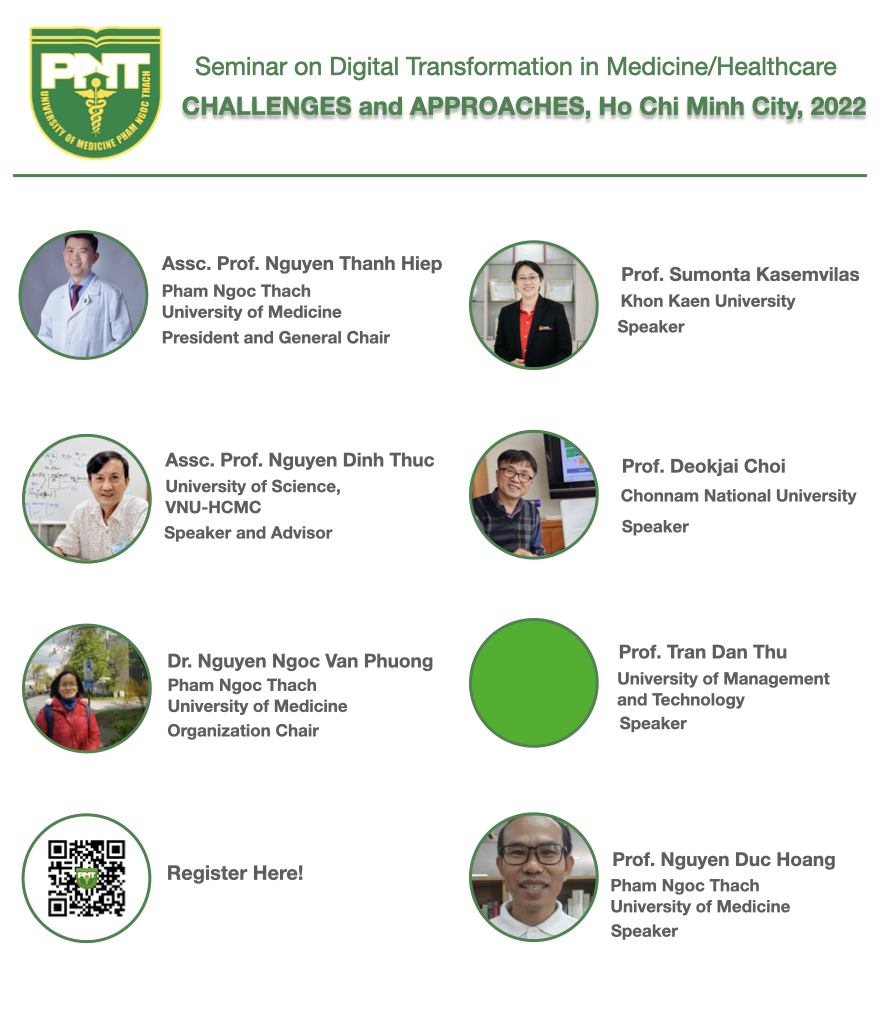 PNT
UNIVERSITY OF MEDICINE PHAM NGOC THACH
Seminar on Digital Transformation in Medicine/Healthcare
CHALLENGES and APPROACHES, Ho Chi Minh City, 2022
Assc. Prof. Nguyen Thanh Hiep
Pham Ngoc Thach
University of Medicine
President and General Chair
Prof. Sumonta Kasemvilas
Khon Kaen University
Speaker
Assc. Prof. Nguyen Dinh Thuc
University of Science,
VNU-HCMC
Speaker and Advisor
Prof. Deokjai Choi
Chonnam National University
Speaker
Dr. Nguyen Ngoc Van Phuong
Pham Ngoc Thach
University of Medicine
Organization Chair
Prof. Tran Dan Thu
University of Management
and Technology
Speaker
PNT
Register Here!
Prof. Nguyen Duc Hoang
Pham Ngoc Thach
University of Medicine
Speaker